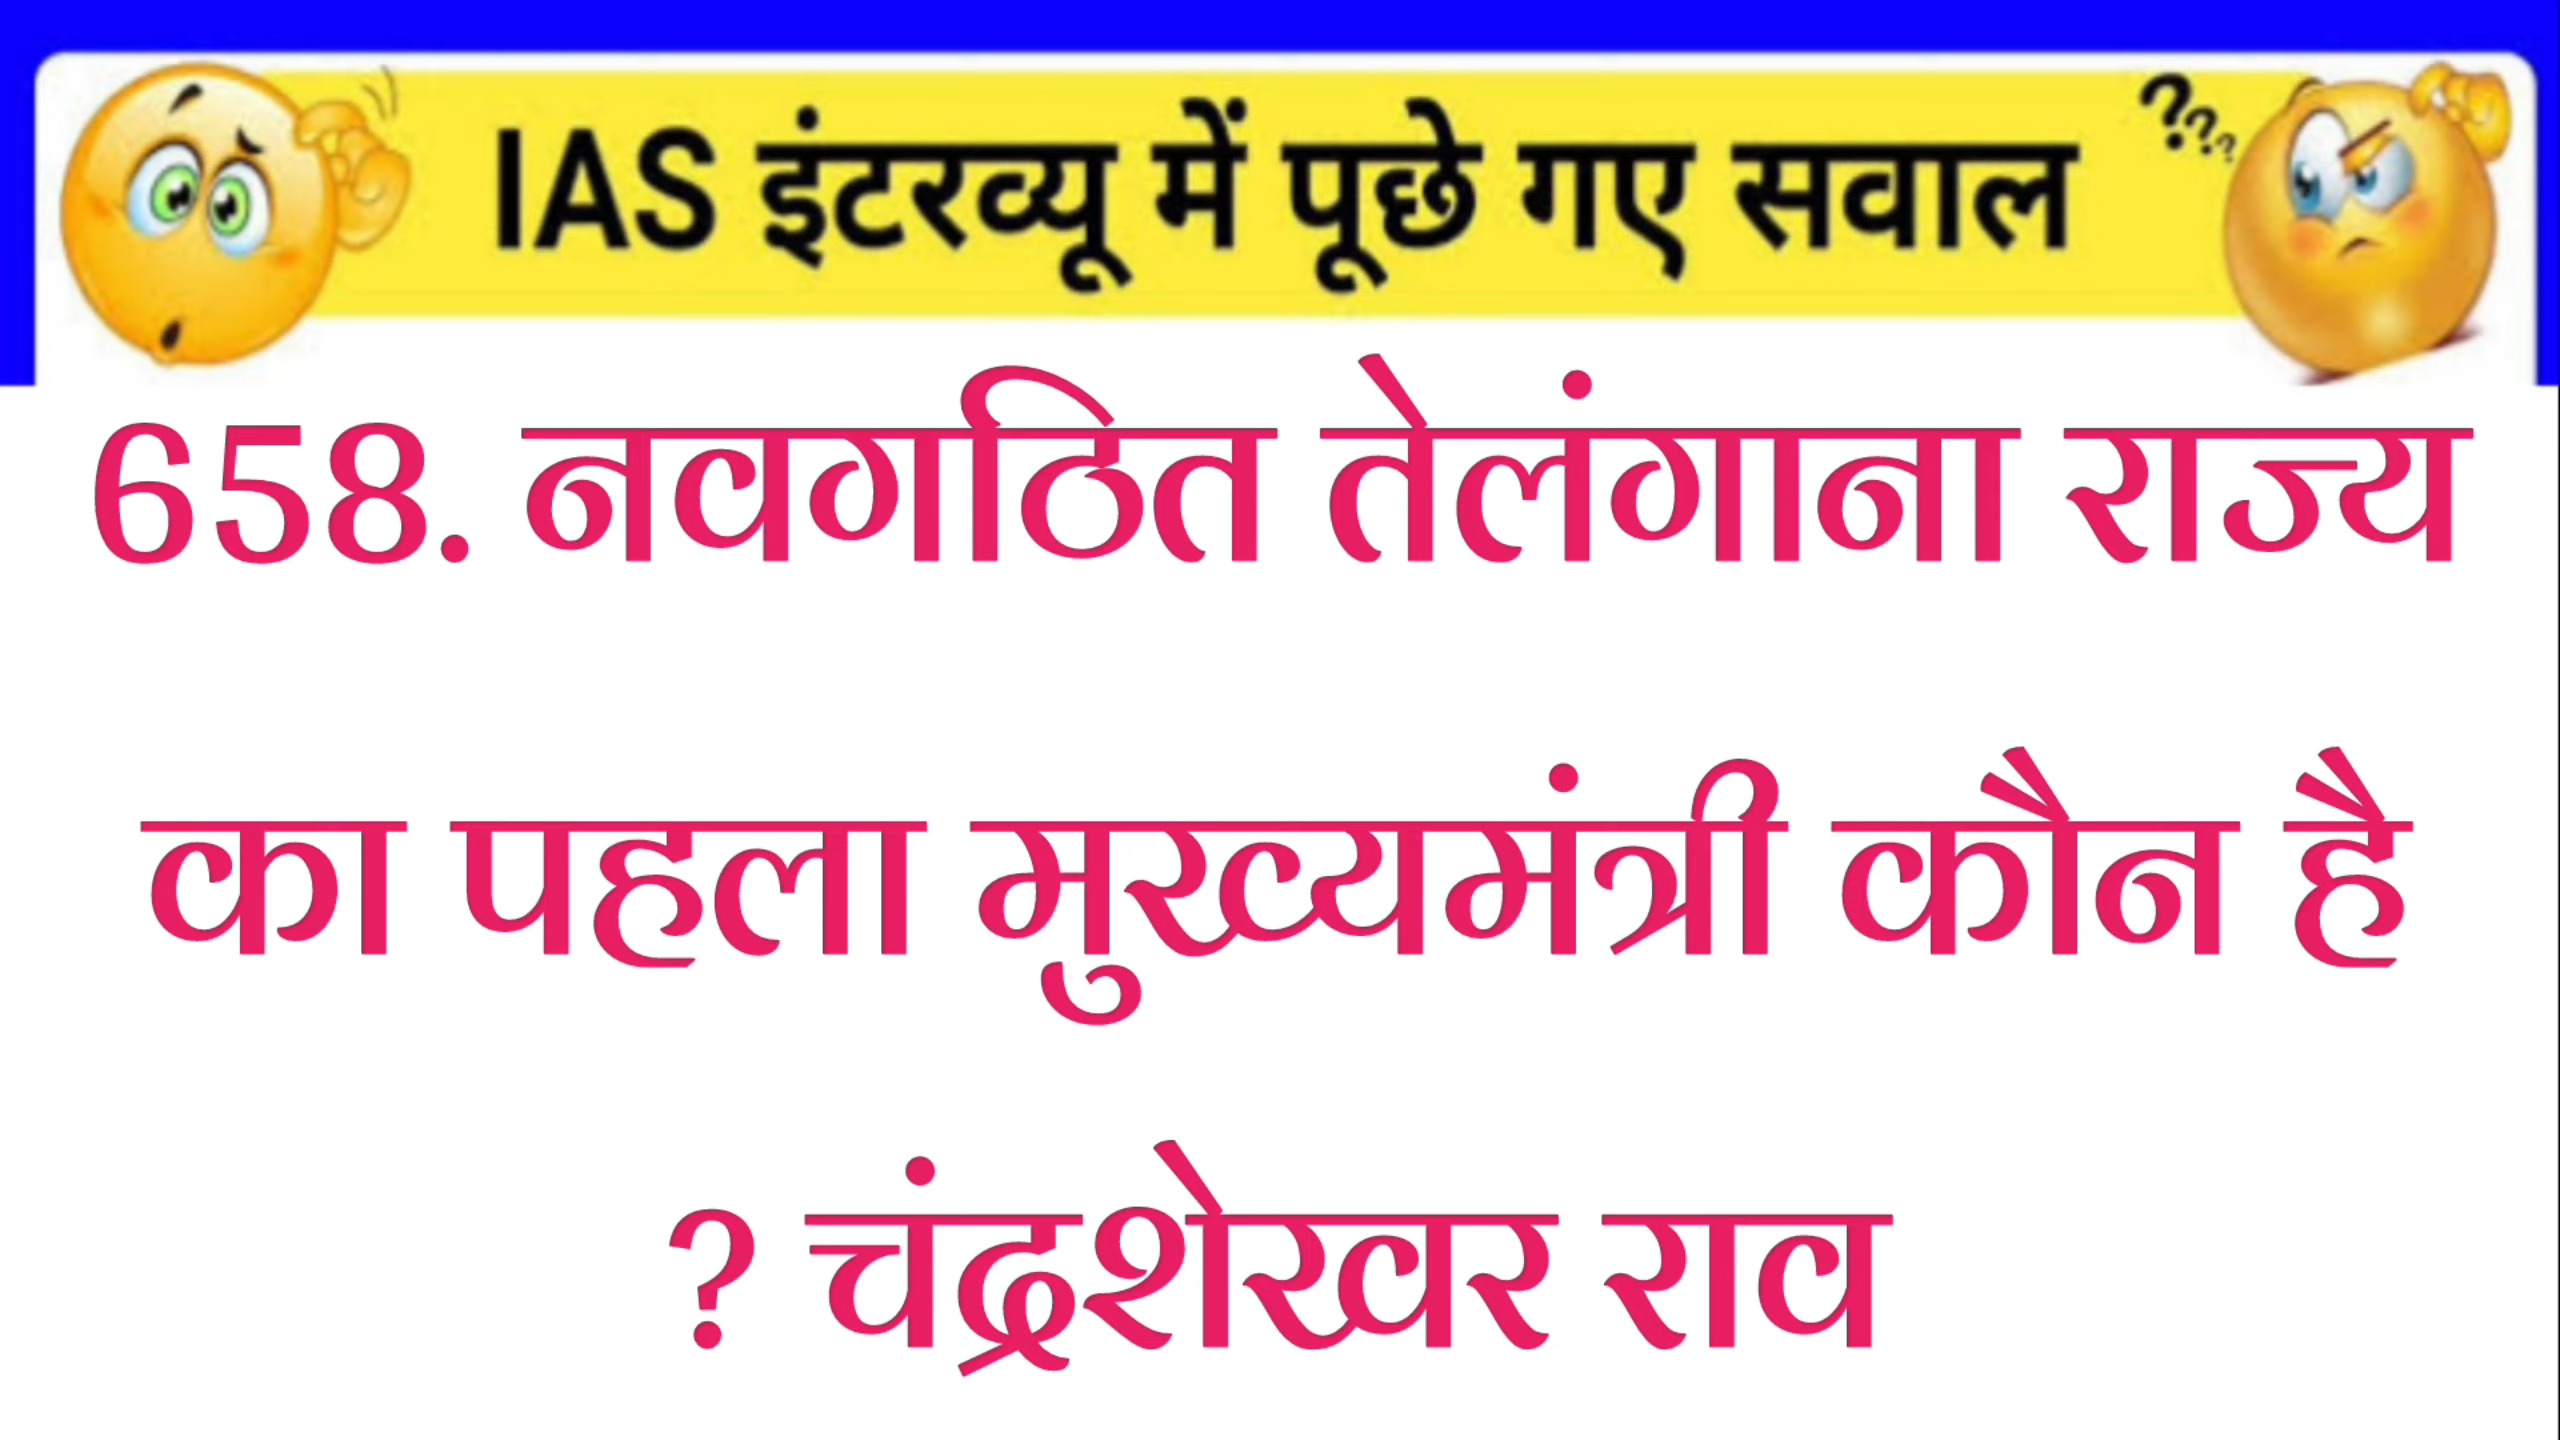 IAS इंटरव्यू में पूछे गए सवाल
???
658. नवगठित तेलंगाना राज्य
का पहला मुख्यमंत्री कौन है
? चंद्रशेखर राव